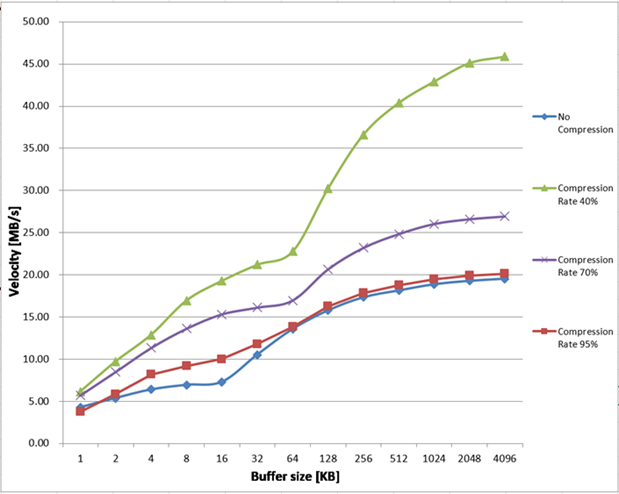 50.00
45.00
40.00
35.00
30.00
25.00
20.00
15.00
10.00
5.00
0.00
Velocity [MB/s]
1 2 4 8 16 32 64 128 256 512 1024 2048 4096
Buffer size [KB]
No
Compression
Compression
Rate 40%
Compression
Rate 70%
Compression
Rate 95%